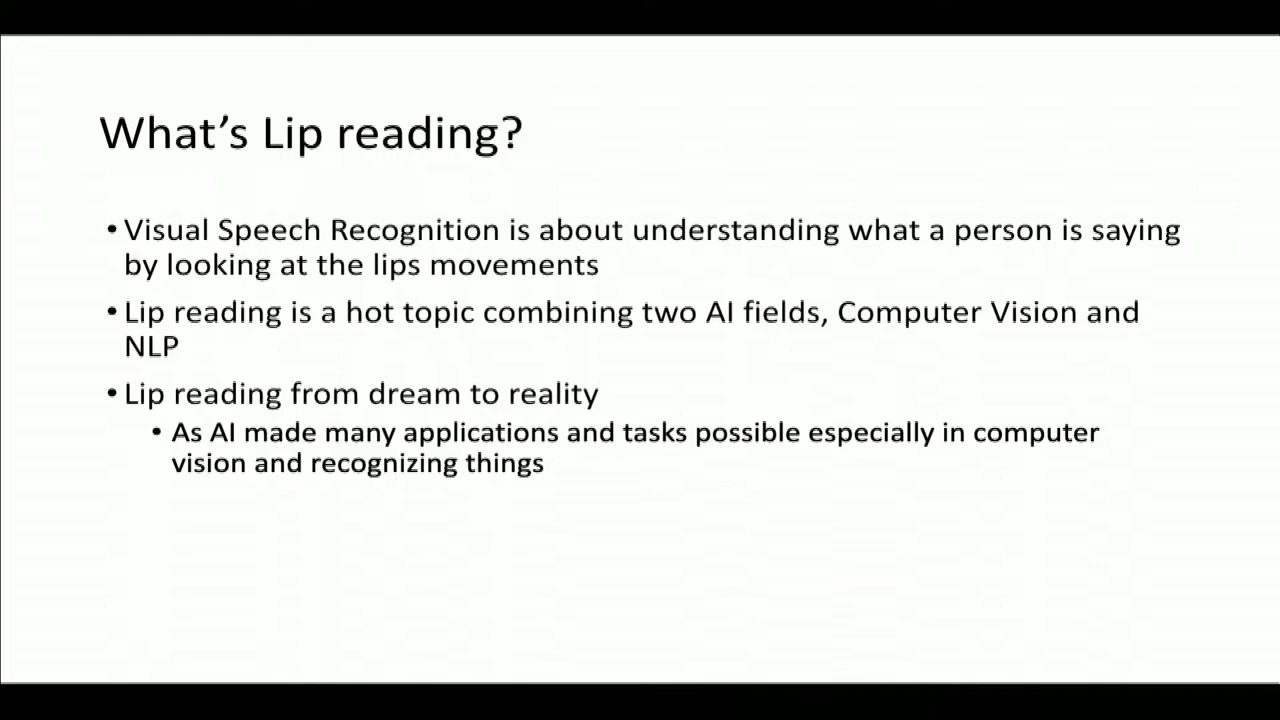 What’s Lip reading?
• Visual Speech Recognition is about understanding what a person is saying
by looking at the lips movements
• Lip reading is a hot topic combining two AI fields, Computer Vision and
NLP
• Lip reading from dream to reality
• As AI made many applications and tasks possible especially in computer
vision and recognizing things